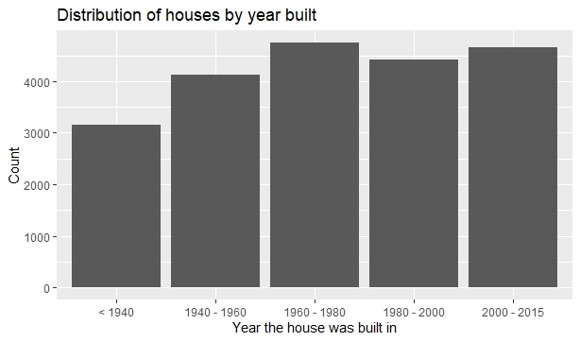 Distribution of houses by year built
Count
4000
3000
2000
1000
0
< 1940
1940 - 1960
1960 - 1980
1980 - 2000
2000 - 2015
Year the house was built in